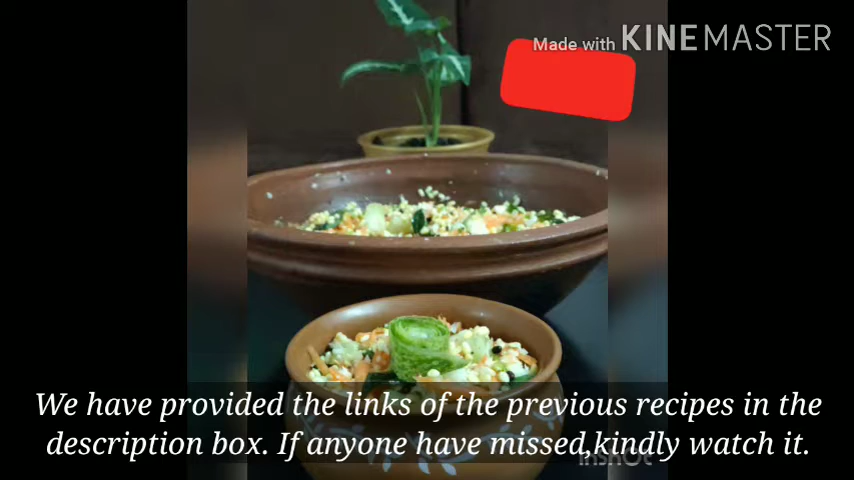 Made with KINEMASTER
We have provided the links of the previous recipes in the
description box. If anyone have missed,kindly watch it.
InShOt